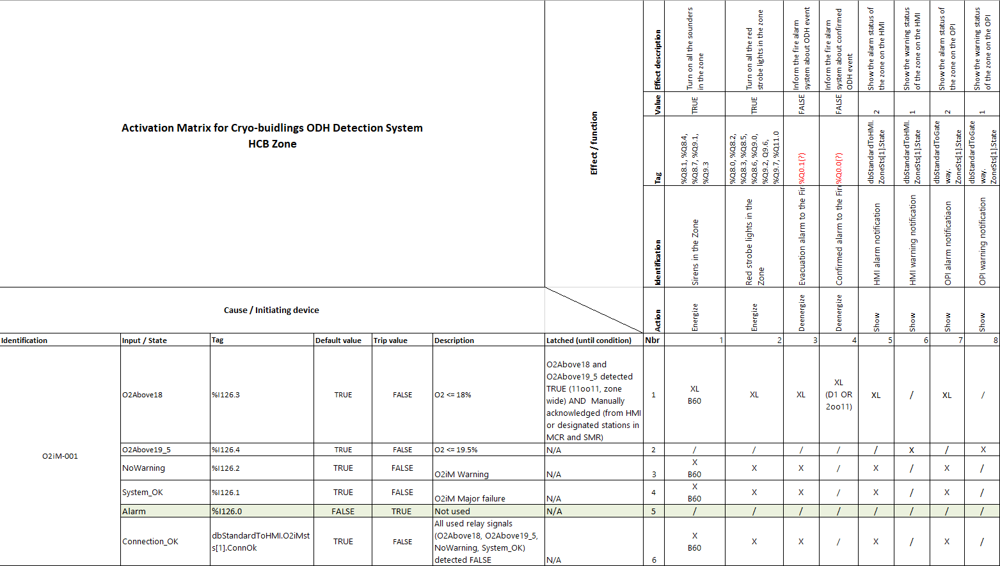 Activation Matrix for Cryo-buidlings ODH Detection System
HCB Zone
Effect / function
Effect description
Turn on all the sounders
in the zone
Turn on all the red
strobe lights in the zone
Inform the fire alarm
system about ODH event
Inform the fire alarm
system about confirmed
ODH event
Show the alarm status of
the zone on the HMI
Show the warning status
of the zone on the HMI
Show the alarm status of
the zone on the OPI
Show the warning status
of the zone on the OPI
Value
TRUE
TRUE
FALSE
FALSE
2
1
2
1
Tag
%Q8.1, %Q8.4,
%Q8.7, %Q9.1,
%Q9.3
%Q8.0, %Q8.2,
%Q8.3, %Q8.5,
%Q8.6, %Q9.0,
%Q9.2, Q9.6,
%Q9.7, %Q11.0
%Q0.1(?)
%Q0.0(?)
dbStandardToHMI.
ZoneSts[1].State
dbStandardToHMI.
ZoneSts[1].State
dbStandardToGate
way.
ZoneSts[1].State
dbStandardToGate
way.
ZoneSts[1].State
Identification
Sirens in the Zone
Red strobe lights in the
Zone
Evacuation alarm to the Fir
Confirmed alarm to the Fir
HMI alarm notification
HMI warning notification
OPI alarm notificatiaon
OPI warning notification
Cause / Initiating device
Action
Energize
Energize
Deenergize
Deenergize
Show
Show
Show
Show
Identification Input / State Tag Default value Trip value Description Latched (until condition) Nbr 1 2 3 4 5 6 7 8
O2iM-001
O2Above18 %I126.3 TRUE FALSE O2 <= 18%
O2Above18 and
O2Above19_5 detected
TRUE (11oo11, zone
wide) AND Manually
acknowledged (from HMI
or designated stations in
MCR and SMR)
1
XL
B60
XL
XL
XL
(D1 OR
2oo11)
XL / XL /
O2Above19_5 %I126.4 TRUE FALSE O2 <= 19.5% N/A 2 / / / / / X / X
NoWarning %I126.2 TRUE FALSE O2iM Warning N/A 3
X
B60
X X / X / X /
System_OK %I126.1 TRUE FALSE O2iM Major failure N/A 4
X
B60
X X / X / X /
Alarm %I126.0 FALSE TRUE Not used N/A 5 / / / / / / / /
Connection_OK
dbStandardToHMI.O2iMst
s[1].ConnOk
TRUE FALSE
All used relay signals
(O2Above18, O2Above19_5,
NoWarning, System_OK)
detected FALSE
N/A 6
X
B60
X X / X / X /